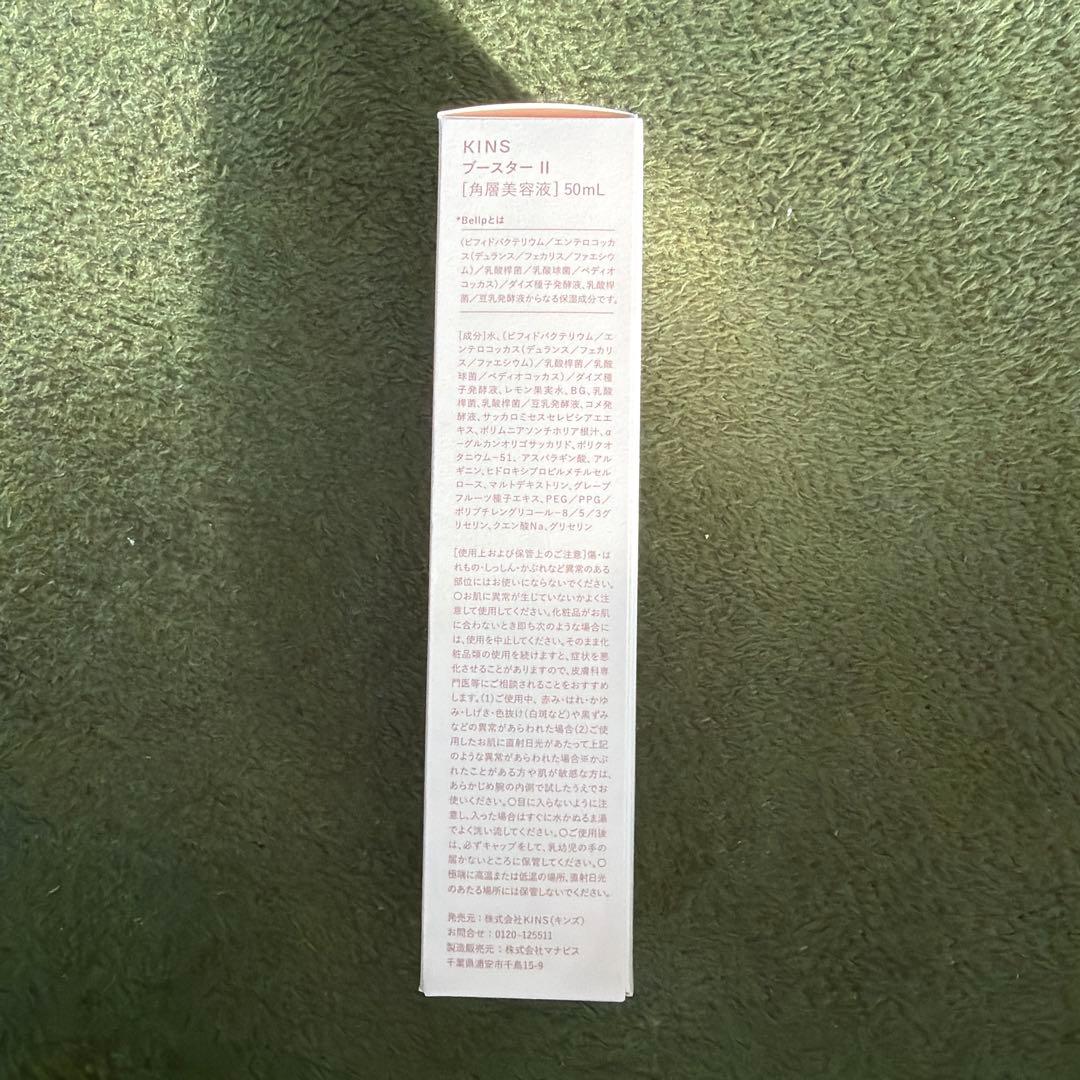 KINS
ブースター II
[角層美容液] 50mL
*Bellpとは
(ビフィドバクテリウム/エンテロコッカ
ス(デュランス/フェカリス/ファエシウ
ム)/乳酸桿菌/乳酸球菌/ペディオ
コッカス)/ダイズ種子発酵液、乳酸桿
菌/豆乳発酵液からなる保湿成分です。
[成分]水、(ビフィドバクテリウム/エ
ンテロコッカス(デュランス/フェカリ
ス/ファエシウム)/乳酸桿菌/乳酸
球菌/ペディオコッカス)/ダイズ種
子発酵液、レモン果実水、BG、乳酸
桿菌、乳酸桿菌/豆乳発酵液、コメ発
酵液、サッカロミセスセレビシアエエ
キス、ポリムニアソンチホリア根汁、α
-グルカンオリゴサッカリド、ポリクオ
タニウム-51、アスパラギン酸、アル
ギニン、ヒドロキシプロピルメチルセル
ロース、マルトデキストリン、グレープ
フルーツ種子エキス、PEG/PPG/
ポリブチレングリコール-8/5/3グ
リセリン、クエン酸Na、グリセリン
[使用上および保管上のご注意]傷・は
れもの・しっしん・かぶれなど異常のある
部位にはお使いにならないでください。
〇お肌に異常が生じていないかよく注
意して使用してください。化粧品がお肌
に合わないとき即ち次のような場合に
は、使用を中止してください。そのまま化
粧品類の使用を続けますと、症状を悪
化させることがありますので、皮膚科専
門医等にご相談されることをおすすめ
します。(1)ご使用中、赤み・はれ・かゆ
み・しげき・色抜け(白斑など)や黒ずみ
などの異常があらわれた場合(2)ご使
用したお肌に直射日光があたって上記
のような異常があらわれた場合※かぶ
れたことがある方や肌が敏感な方は、
あらかじめ腕の内側で試したうえでお
使いください。〇目に入らないように注
意し、入った場合はすぐに水かぬるま湯
でよく洗い流してください。〇ご使用後
は、必ずキャップをして、乳幼児の手の
届かないところに保管してください。〇
極端に高温または低温の場所、直射日光
のあたる場所には保管しないでください。
発売元：株式会社KINS(キンズ)
お問合せ：0120-125511
製造販売元：株式会社マナビス
千葉県浦安市千鳥15-9